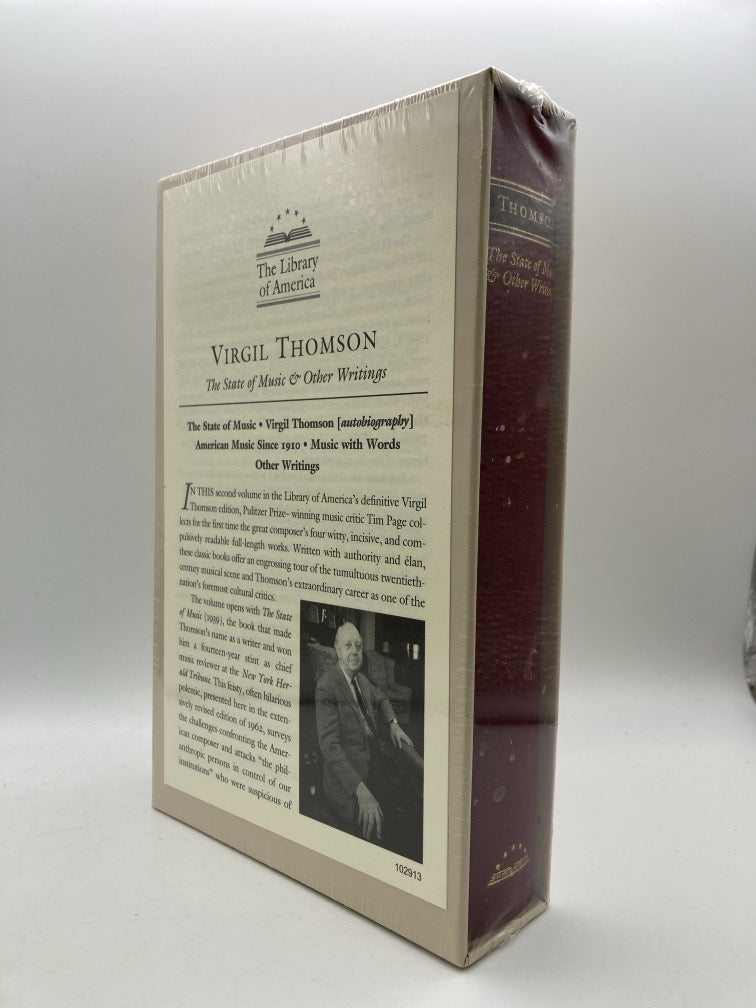 The Library
of America
VIRGIL THOMSON
The State of Music & Other Writings
The State of Music • Virgil Thomson [autobiography]
American Music Since 1910 • Music with Words
Other Writings
IN THIS second volume in the Library of America's definitive Virgil
Thomson edition, Pulitzer Prize–winning music critic Tim Page col-
lects for the first time the great composer's four witty, incisive, and com-
pulsively readable full-length works. Written with authority and élan,
these classic books offer an engrossing tour of the tumultuous twentieth-
century musical scene and Thomson's extraordinary career as one of the
nation's foremost cultural critics.
The volume opens with The State
of Music (1939), the book that made
Thomson's name as a writer and won
him a fourteen-year stint as chief
music reviewer at the New York Her-
ald Tribune. This feisty, often hilarious
polemic, presented here in the exten-
sively revised edition of 1962, surveys
the challenges confronting the Amer-
ican composer and attacks "the phil-
anthropic persons in control of our
institutions" who were suspicious of
102913
THOMSO
The State of Mu
& Other Writin